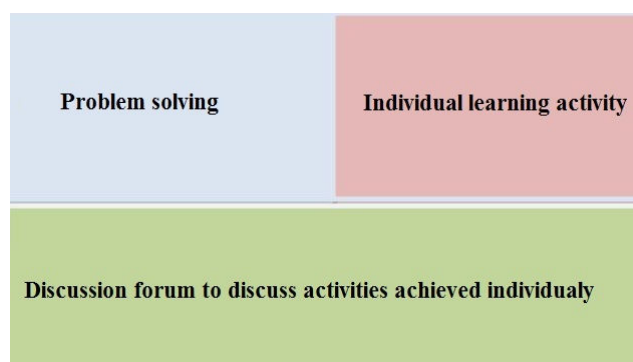 Problem solving
Individual learning activity
Discussion forum to discuss activities achieved individualy